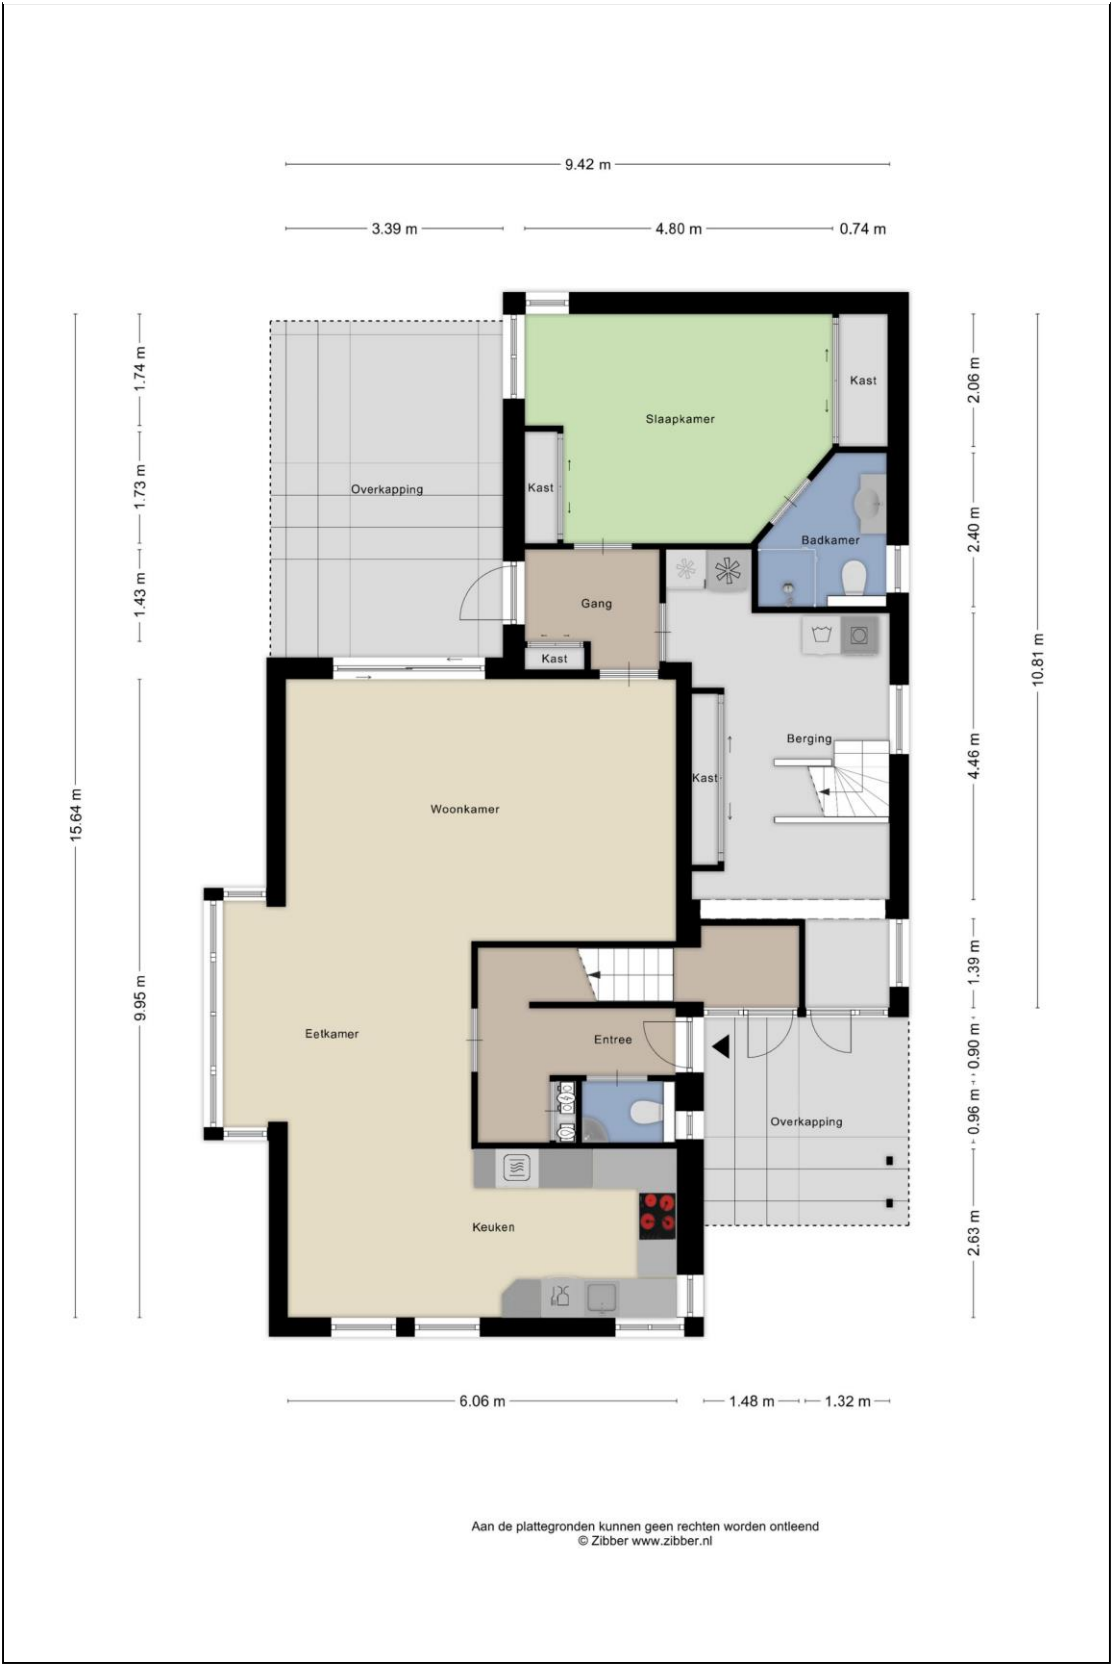 9.42 m
3.39 m
4.80 m
0.74 m
1.74 m
2.06 m
Kast
Slaapkamer
1.73 m
Overkapping
Kast
Badkamer
2.40 m
1.43 m
Gang
Kast
10.81 m
15.64 m
Berging
4.46 m
Kast
Woonkamer
9.95 m
1.39 m
Eetkamer
Entree
0.90 m
0.96 m
Overkapping
Keuken
2.63 m
6.06 m
1.48 m
1.32 m
Aan de plattegronden kunnen geen rechten worden ontleend
© Zibber www.zibber.nl